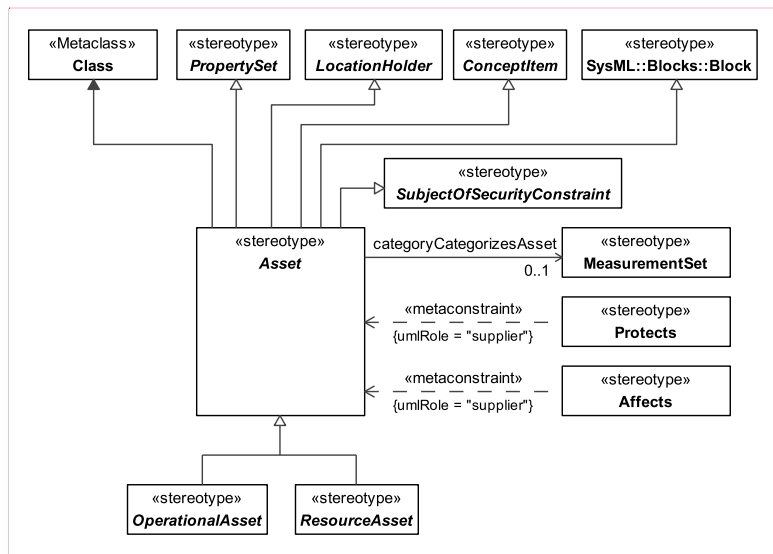 «Metaclass»
Class
«stereotype»
PropertySet
«stereotype»
LocationHolder
«stereotype»
ConceptItem
«stereotype»
SysML::Blocks::Block
«stereotype»
SubjectOfSecurityConstraint
«stereotype»
Asset
categoryCategorizesAsset
0..1
«stereotype»
MeasurementSet
«metaconstraint»
{umlRole = "supplier"}
«stereotype»
Protects
«metaconstraint»
{umlRole = "supplier"}
«stereotype»
Affects
«stereotype»
OperationalAsset
«stereotype»
ResourceAsset